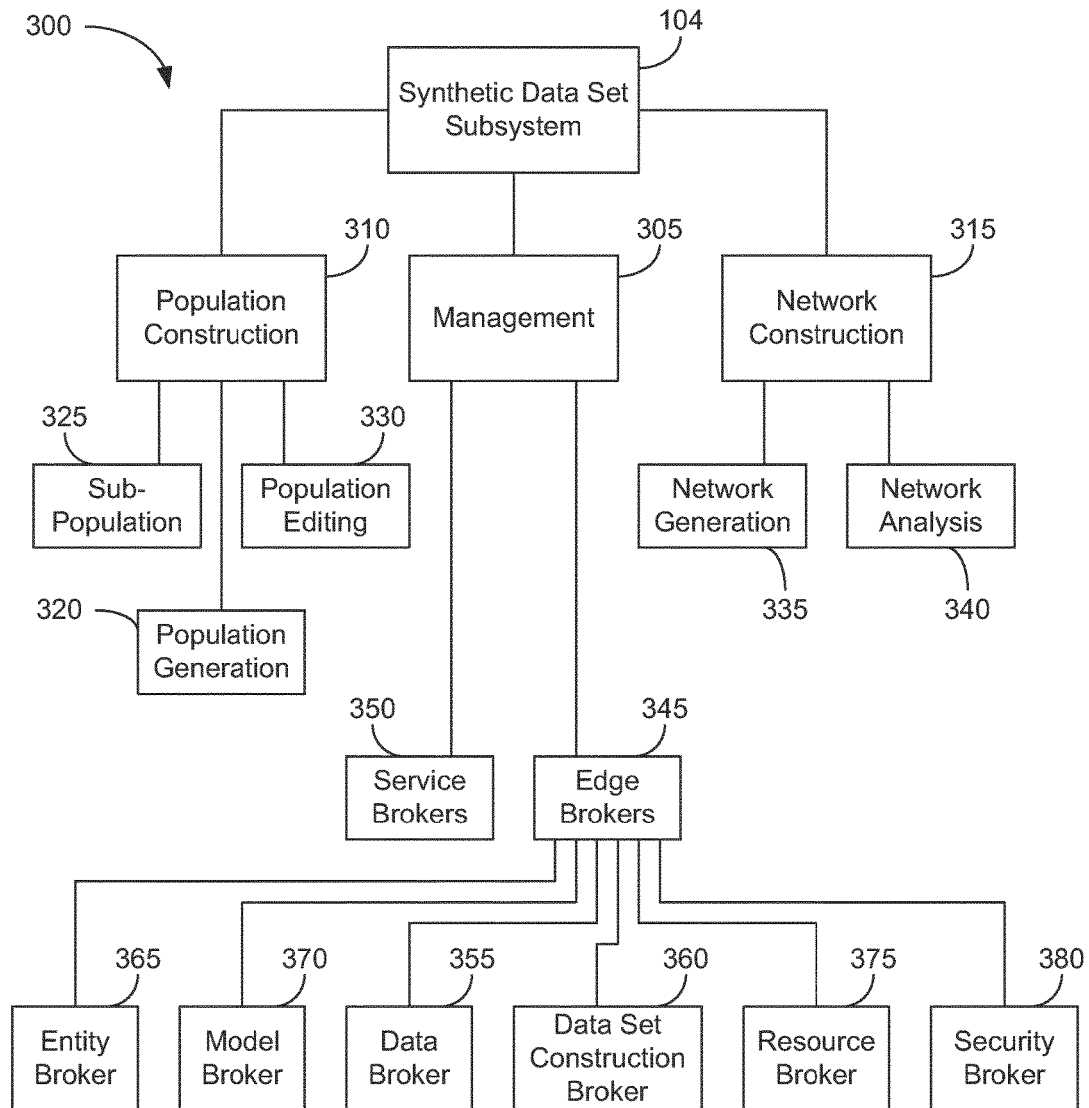 300
104
Synthetic Data Set
Subsystem
310
305
315
Population
Construction
Management
Network
Construction
325
330
Sub-
Population
Population
Editing
Network
Generation
Network
Analysis
320
335
340
Population
Generation
350
345
Service
Brokers
Edge
Brokers
365
370
355
360
375
380
Entity
Broker
Model
Broker
Data
Broker
Data Set
Construction
Broker
Resource
Broker
Security
Broker